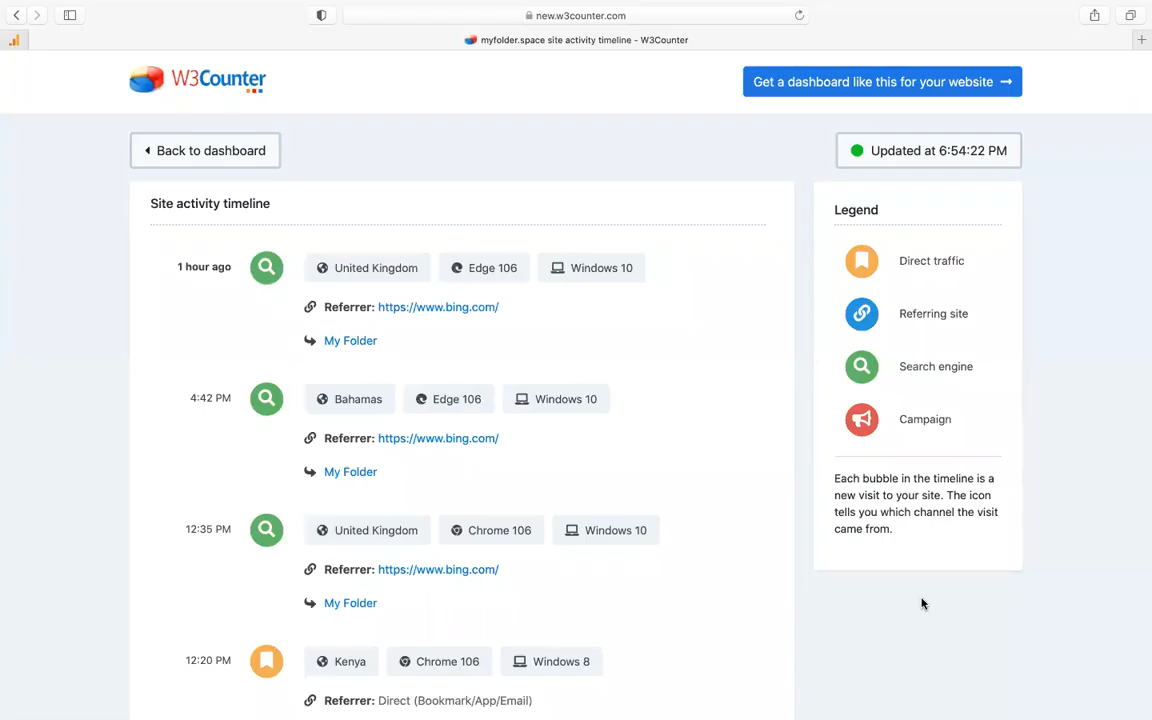 new.w3counter.com
myfolder.space site activity timeline - W3Counter
W3Counter
Get a dashboard like this for your website →
Back to dashboard
Updated at 6:54:22 PM
Site activity timeline
1 hour ago
United Kingdom
Edge 106
Windows 10
Referrer: https://www.bing.com/
My Folder
4:42 PM
Bahamas
Edge 106
Windows 10
Referrer: https://www.bing.com/
My Folder
12:35 PM
United Kingdom
Chrome 106
Windows 10
Referrer: https://www.bing.com/
My Folder
12:20 PM
Kenya
Chrome 106
Windows 8
Referrer: Direct (Bookmark/App/Email)
Legend
Direct traffic
Referring site
Search engine
Campaign
Each bubble in the timeline is a
new visit to your site. The icon
tells you which channel the visit
came from.